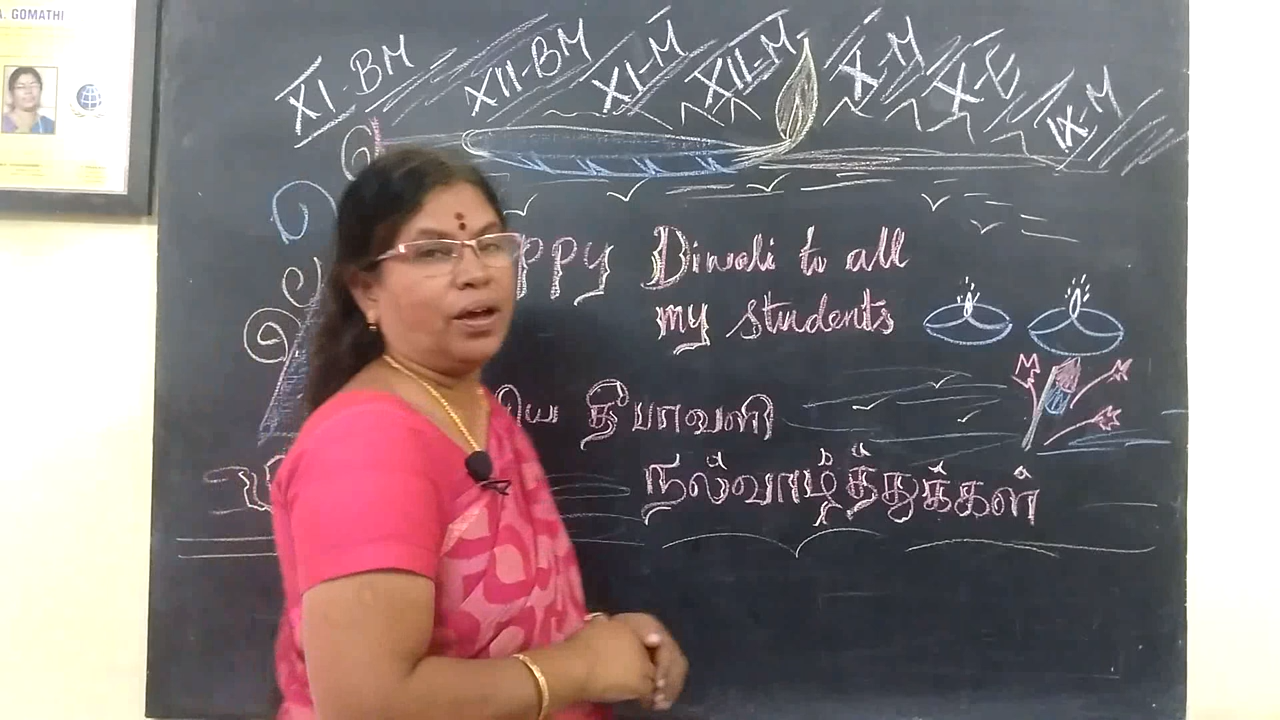 . GOMATHI
XI-BM XII-BM XI-M XII-M X-M X-E IX-M
ppy Diwali to all
my students
ிய தீபாவளி
நல்வாழ்த்துக்கள்